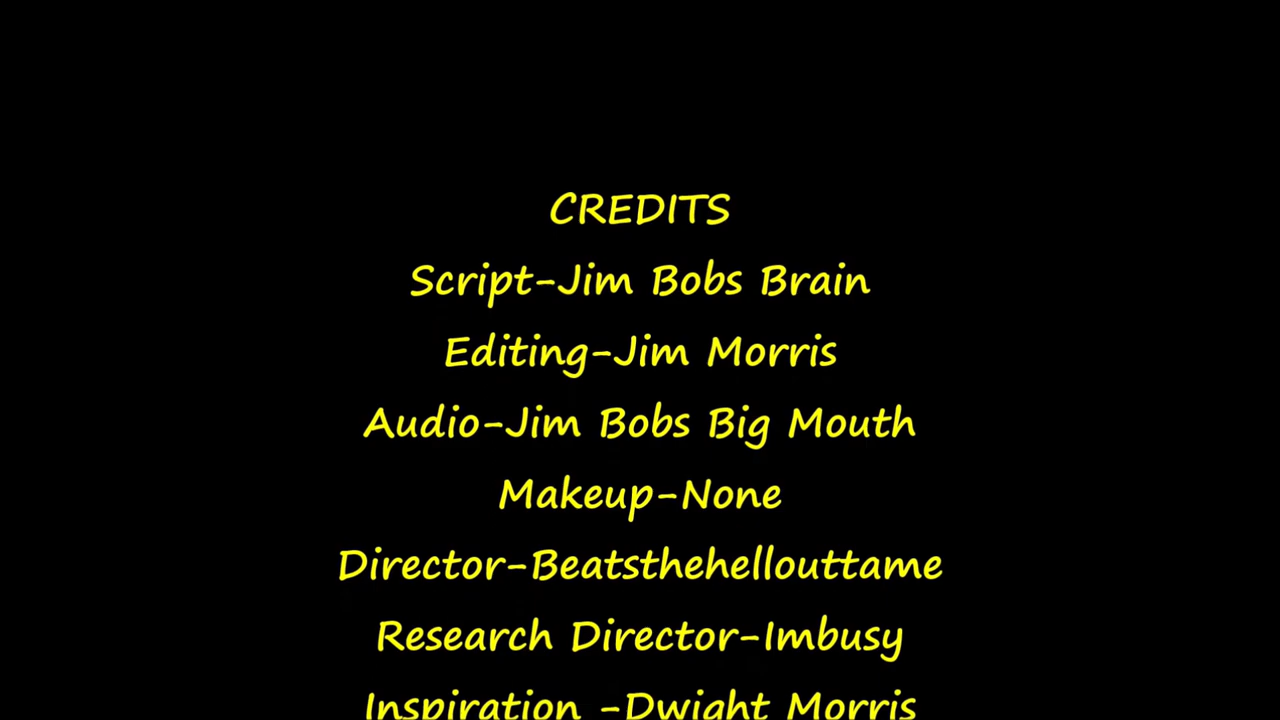 CREDITS
Script-Jim Bobs Brain
Editing-Jim Morris
Audio-Jim Bobs Big Mouth
Makeup-None
Director-Beatsthehellouttame
Research Director-Imbusy
Inspiration -Dwight Morris